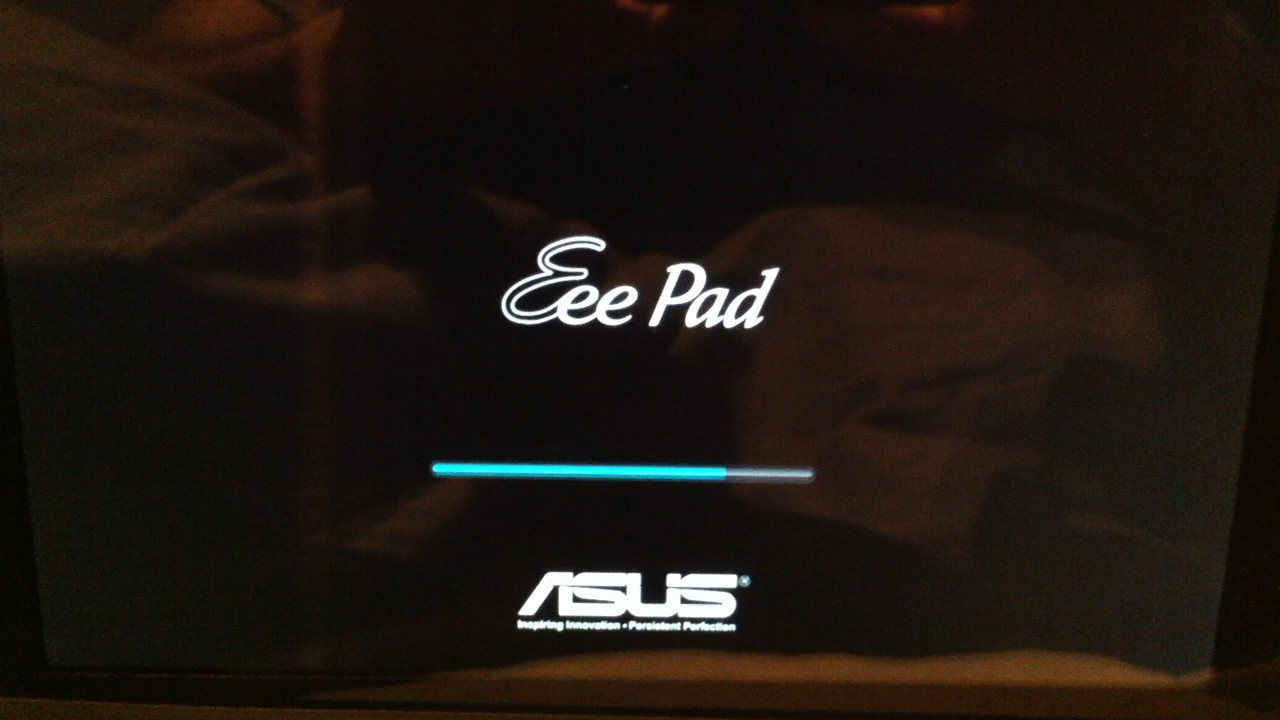 Eee Pad
ASUS®
Inspiring Innovation • Persistent Perfection